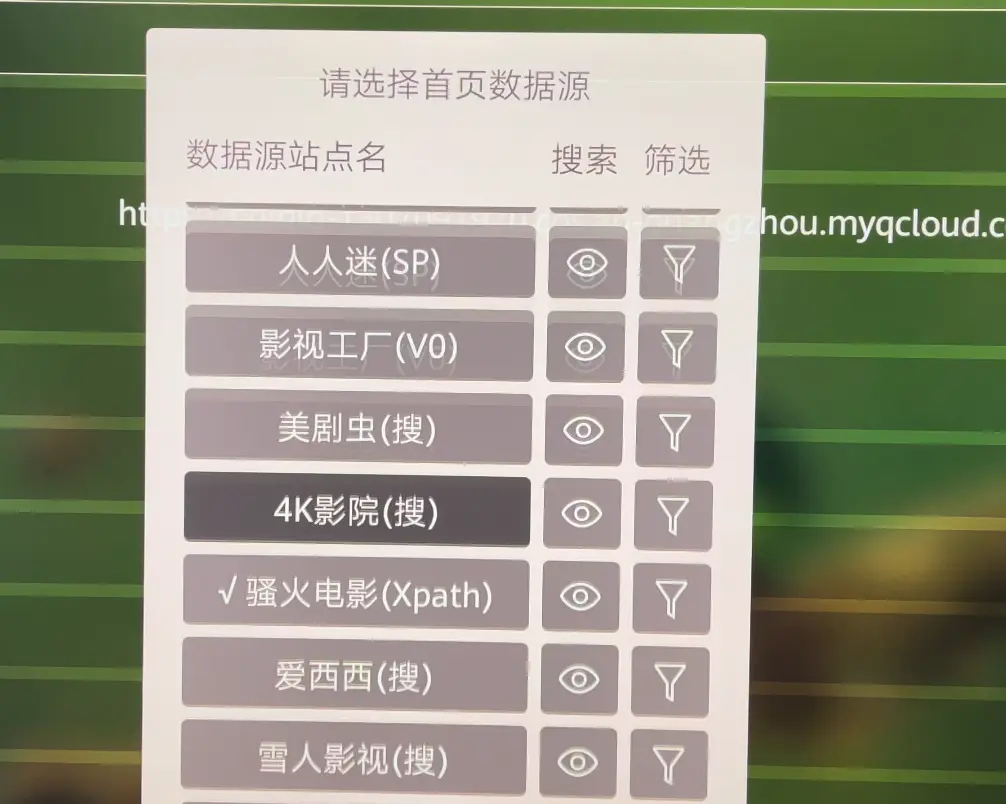 请选择首页数据源
数据源站点名 搜索 筛选
gzhou.myqcloud.c
人人迷(SP)
影视工厂(V0)
美剧虫(搜)
4K影院(搜)
√ 骚火电影(Xpath)
爱西西(搜)
雪人影视(搜)